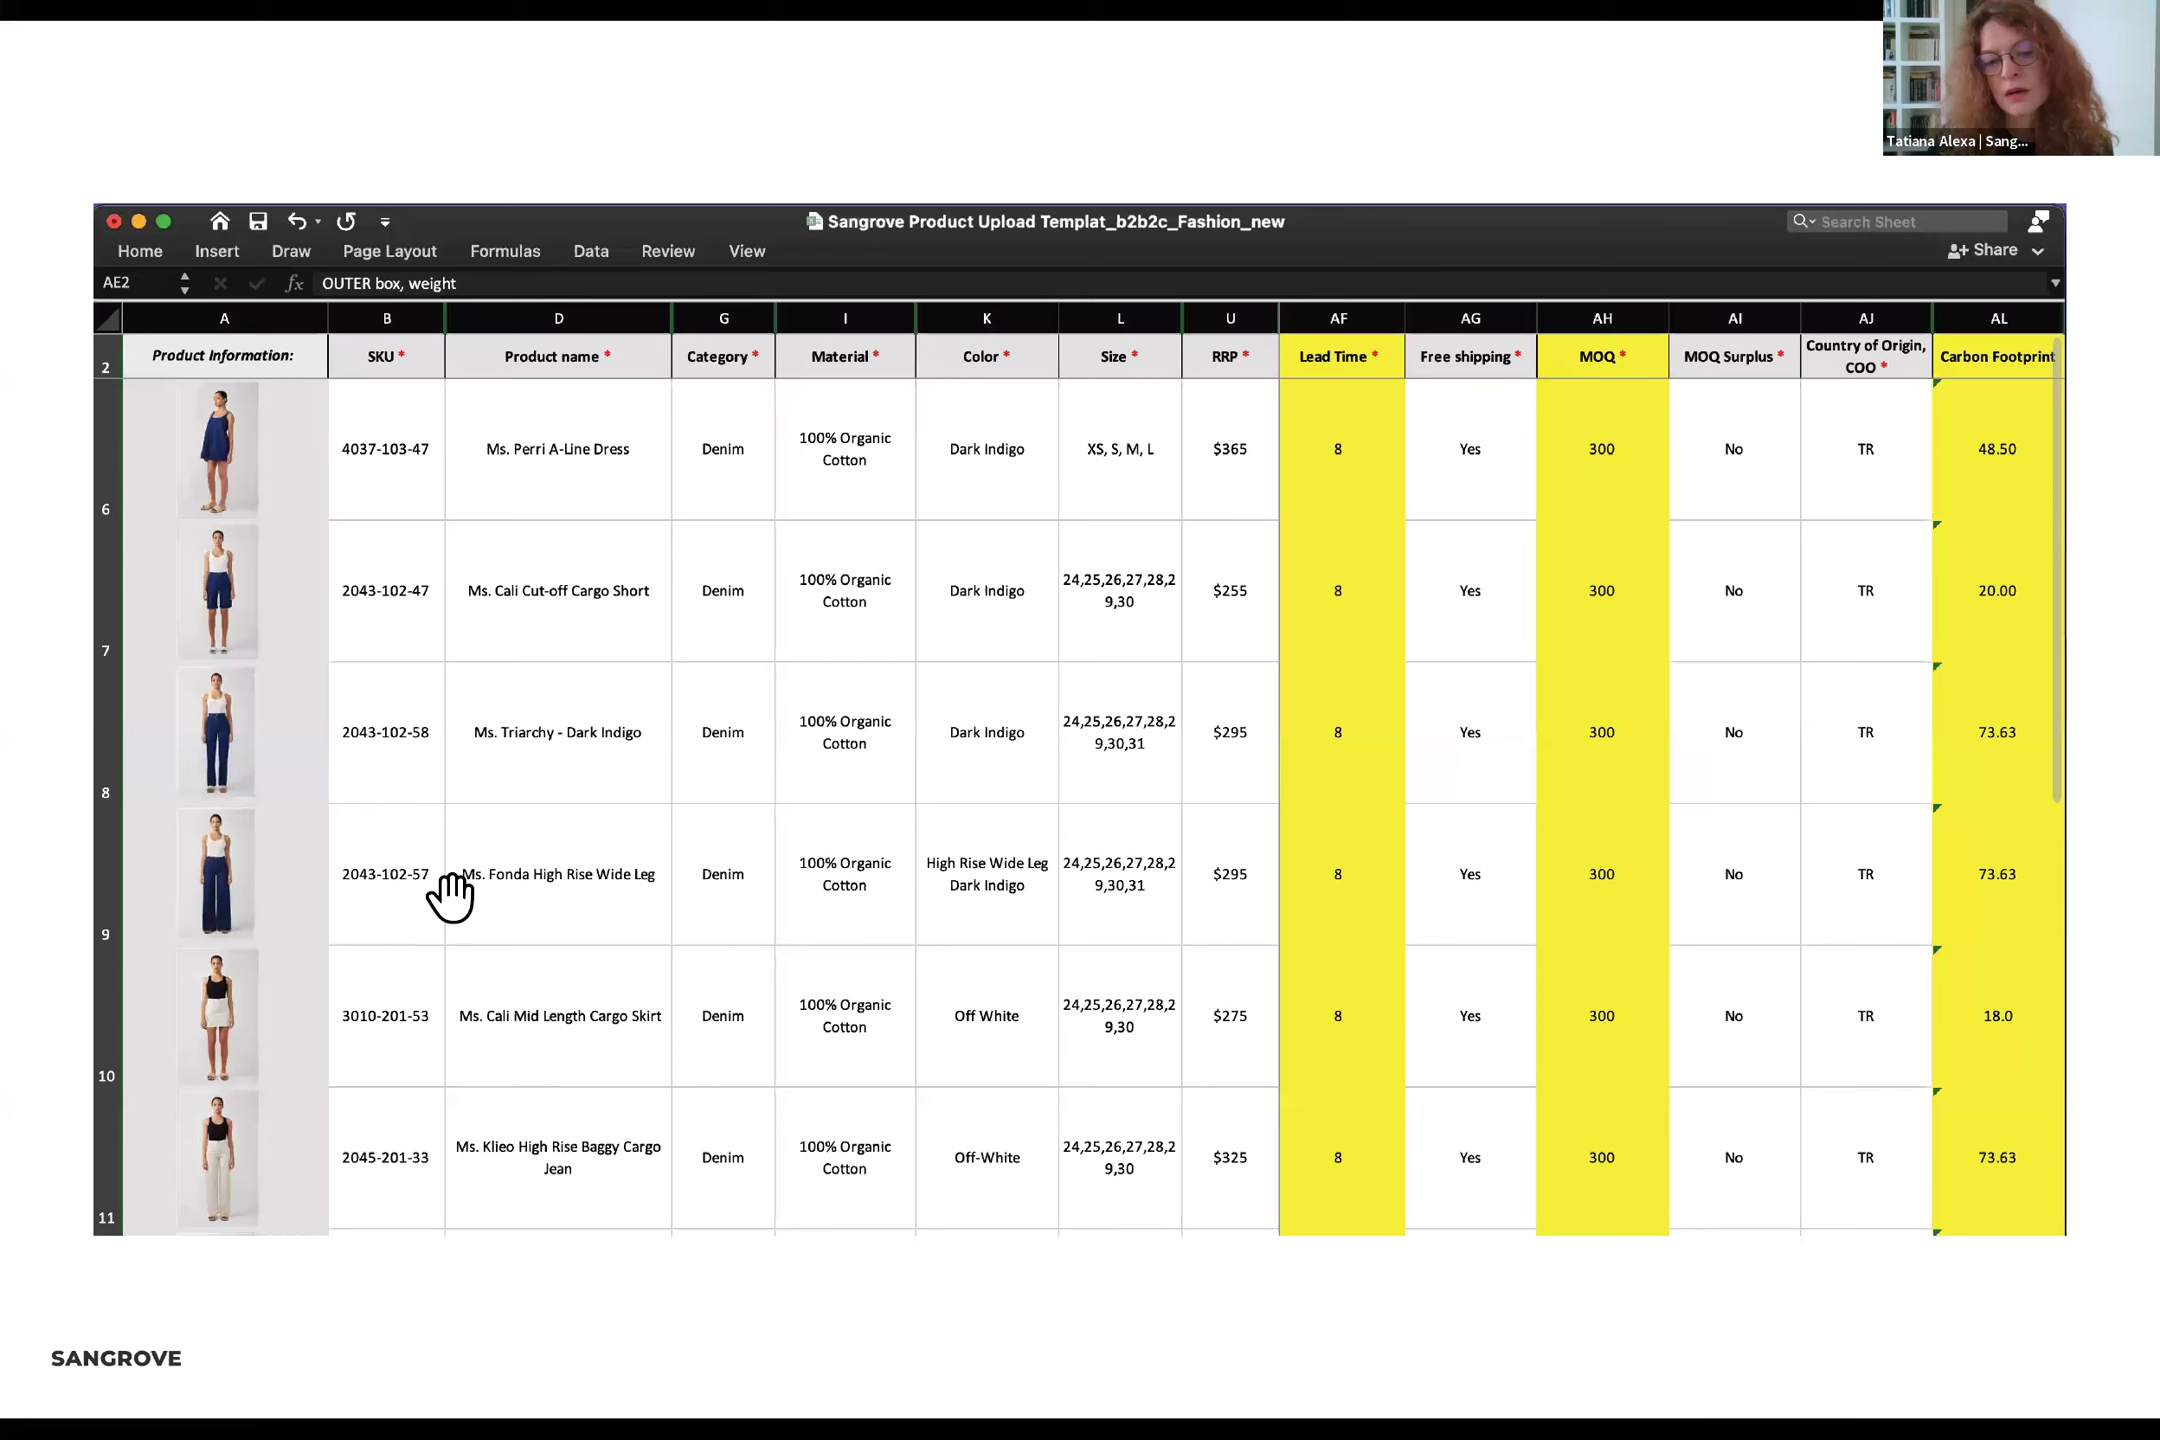 Tatiana Alexa | Sang...
Sangrove Product Upload Templat_b2b2c_Fashion_new
Search Sheet
Home Insert Draw Page Layout Formulas Data Review View
Share
AE2 fx OUTER box, weight
A B D G I K L U AF AG AH AI AJ AL
2 Product Information: SKU * Product name * Category * Material * Color * Size * RRP * Lead Time * Free shipping * MOQ * MOQ Surplus * Country of Origin, COO * Carbon Footprint
6 4037-103-47 Ms. Perri A-Line Dress Denim 100% Organic Cotton Dark Indigo XS, S, M, L $365 8 Yes 300 No TR 48.50
7 2043-102-47 Ms. Cali Cut-off Cargo Short Denim 100% Organic Cotton Dark Indigo 24,25,26,27,28,29,30 $255 8 Yes 300 No TR 20.00
8 2043-102-58 Ms. Triarchy - Dark Indigo Denim 100% Organic Cotton Dark Indigo 24,25,26,27,28,29,30,31 $295 8 Yes 300 No TR 73.63
9 2043-102-57 Ms. Fonda High Rise Wide Leg Denim 100% Organic Cotton High Rise Wide Leg Dark Indigo 24,25,26,27,28,29,30,31 $295 8 Yes 300 No TR 73.63
10 3010-201-53 Ms. Cali Mid Length Cargo Skirt Denim 100% Organic Cotton Off White 24,25,26,27,28,29,30 $275 8 Yes 300 No TR 18.0
11 2045-201-33 Ms. Klieo High Rise Baggy Cargo Jean Denim 100% Organic Cotton Off-White 24,25,26,27,28,29,30 $325 8 Yes 300 No TR 73.63
SANGROVE